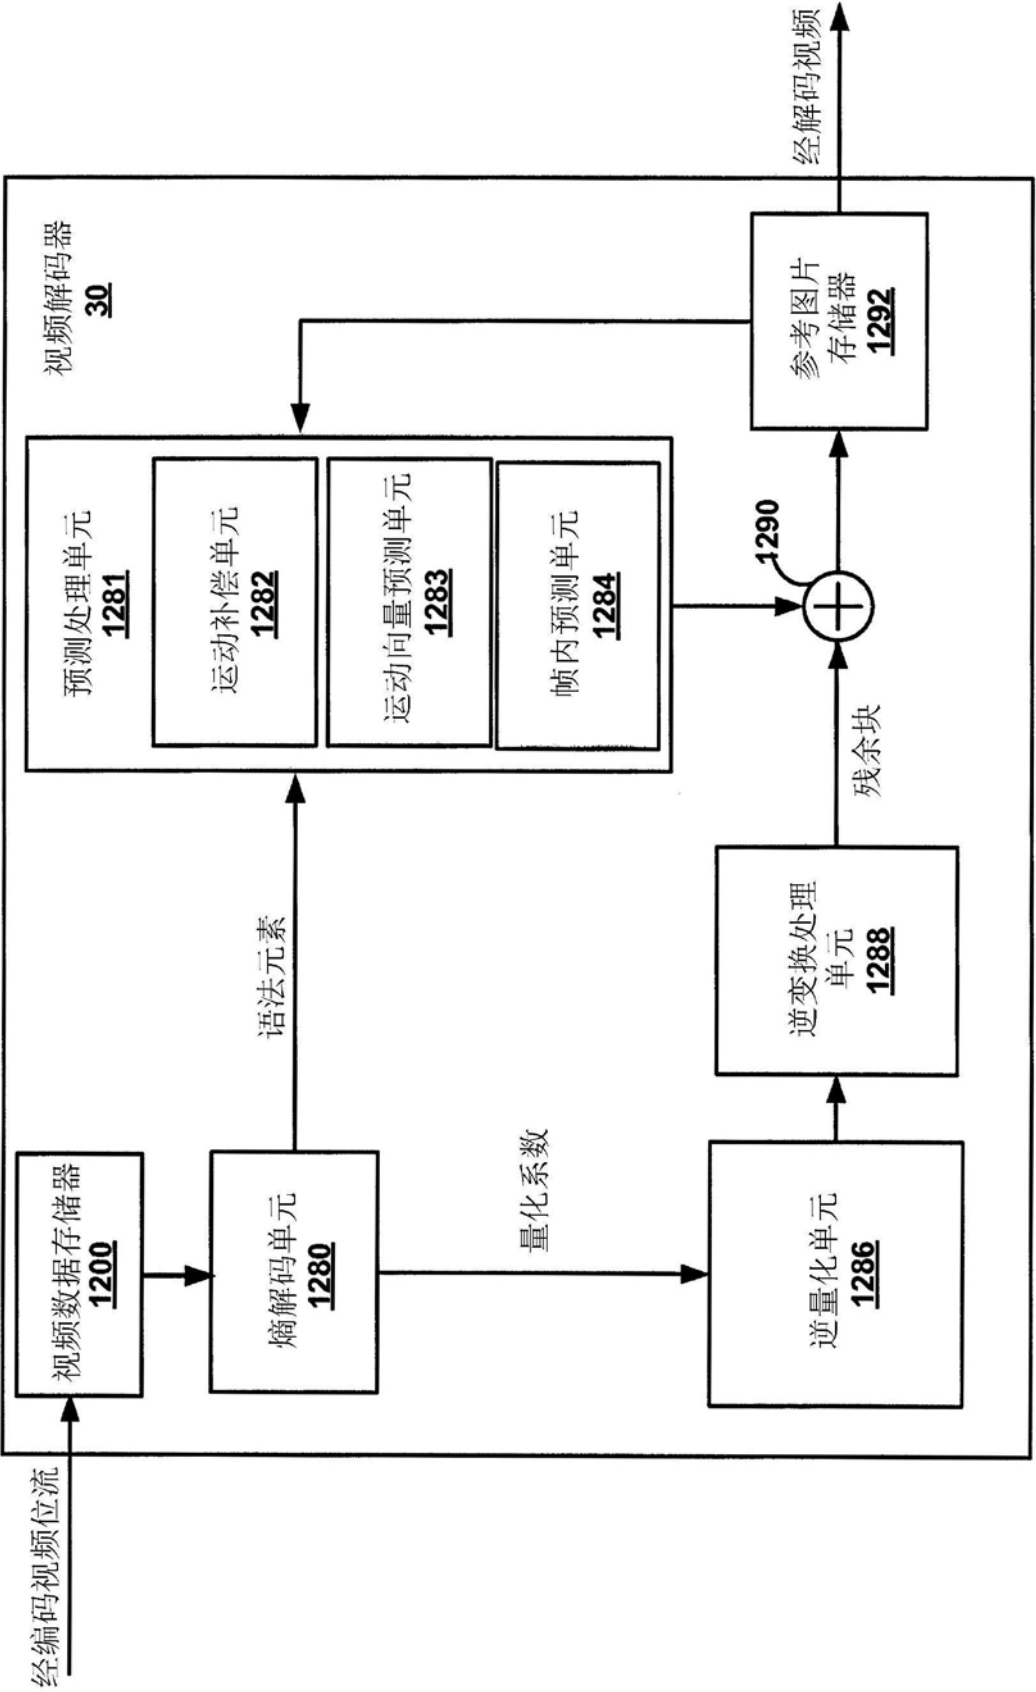 视频解码器
30
经编码视频位流
视频数据存储器
1200
熵解码单元
1280
语法元素
量化系数
预测处理单元
1281
运动补偿单元
1282
运动向量预测单元
1283
帧内预测单元
1284
逆量化单元
1286
逆变换处理
单元
1288
残余块
1290
参考图片
存储器
1292
经解码视频